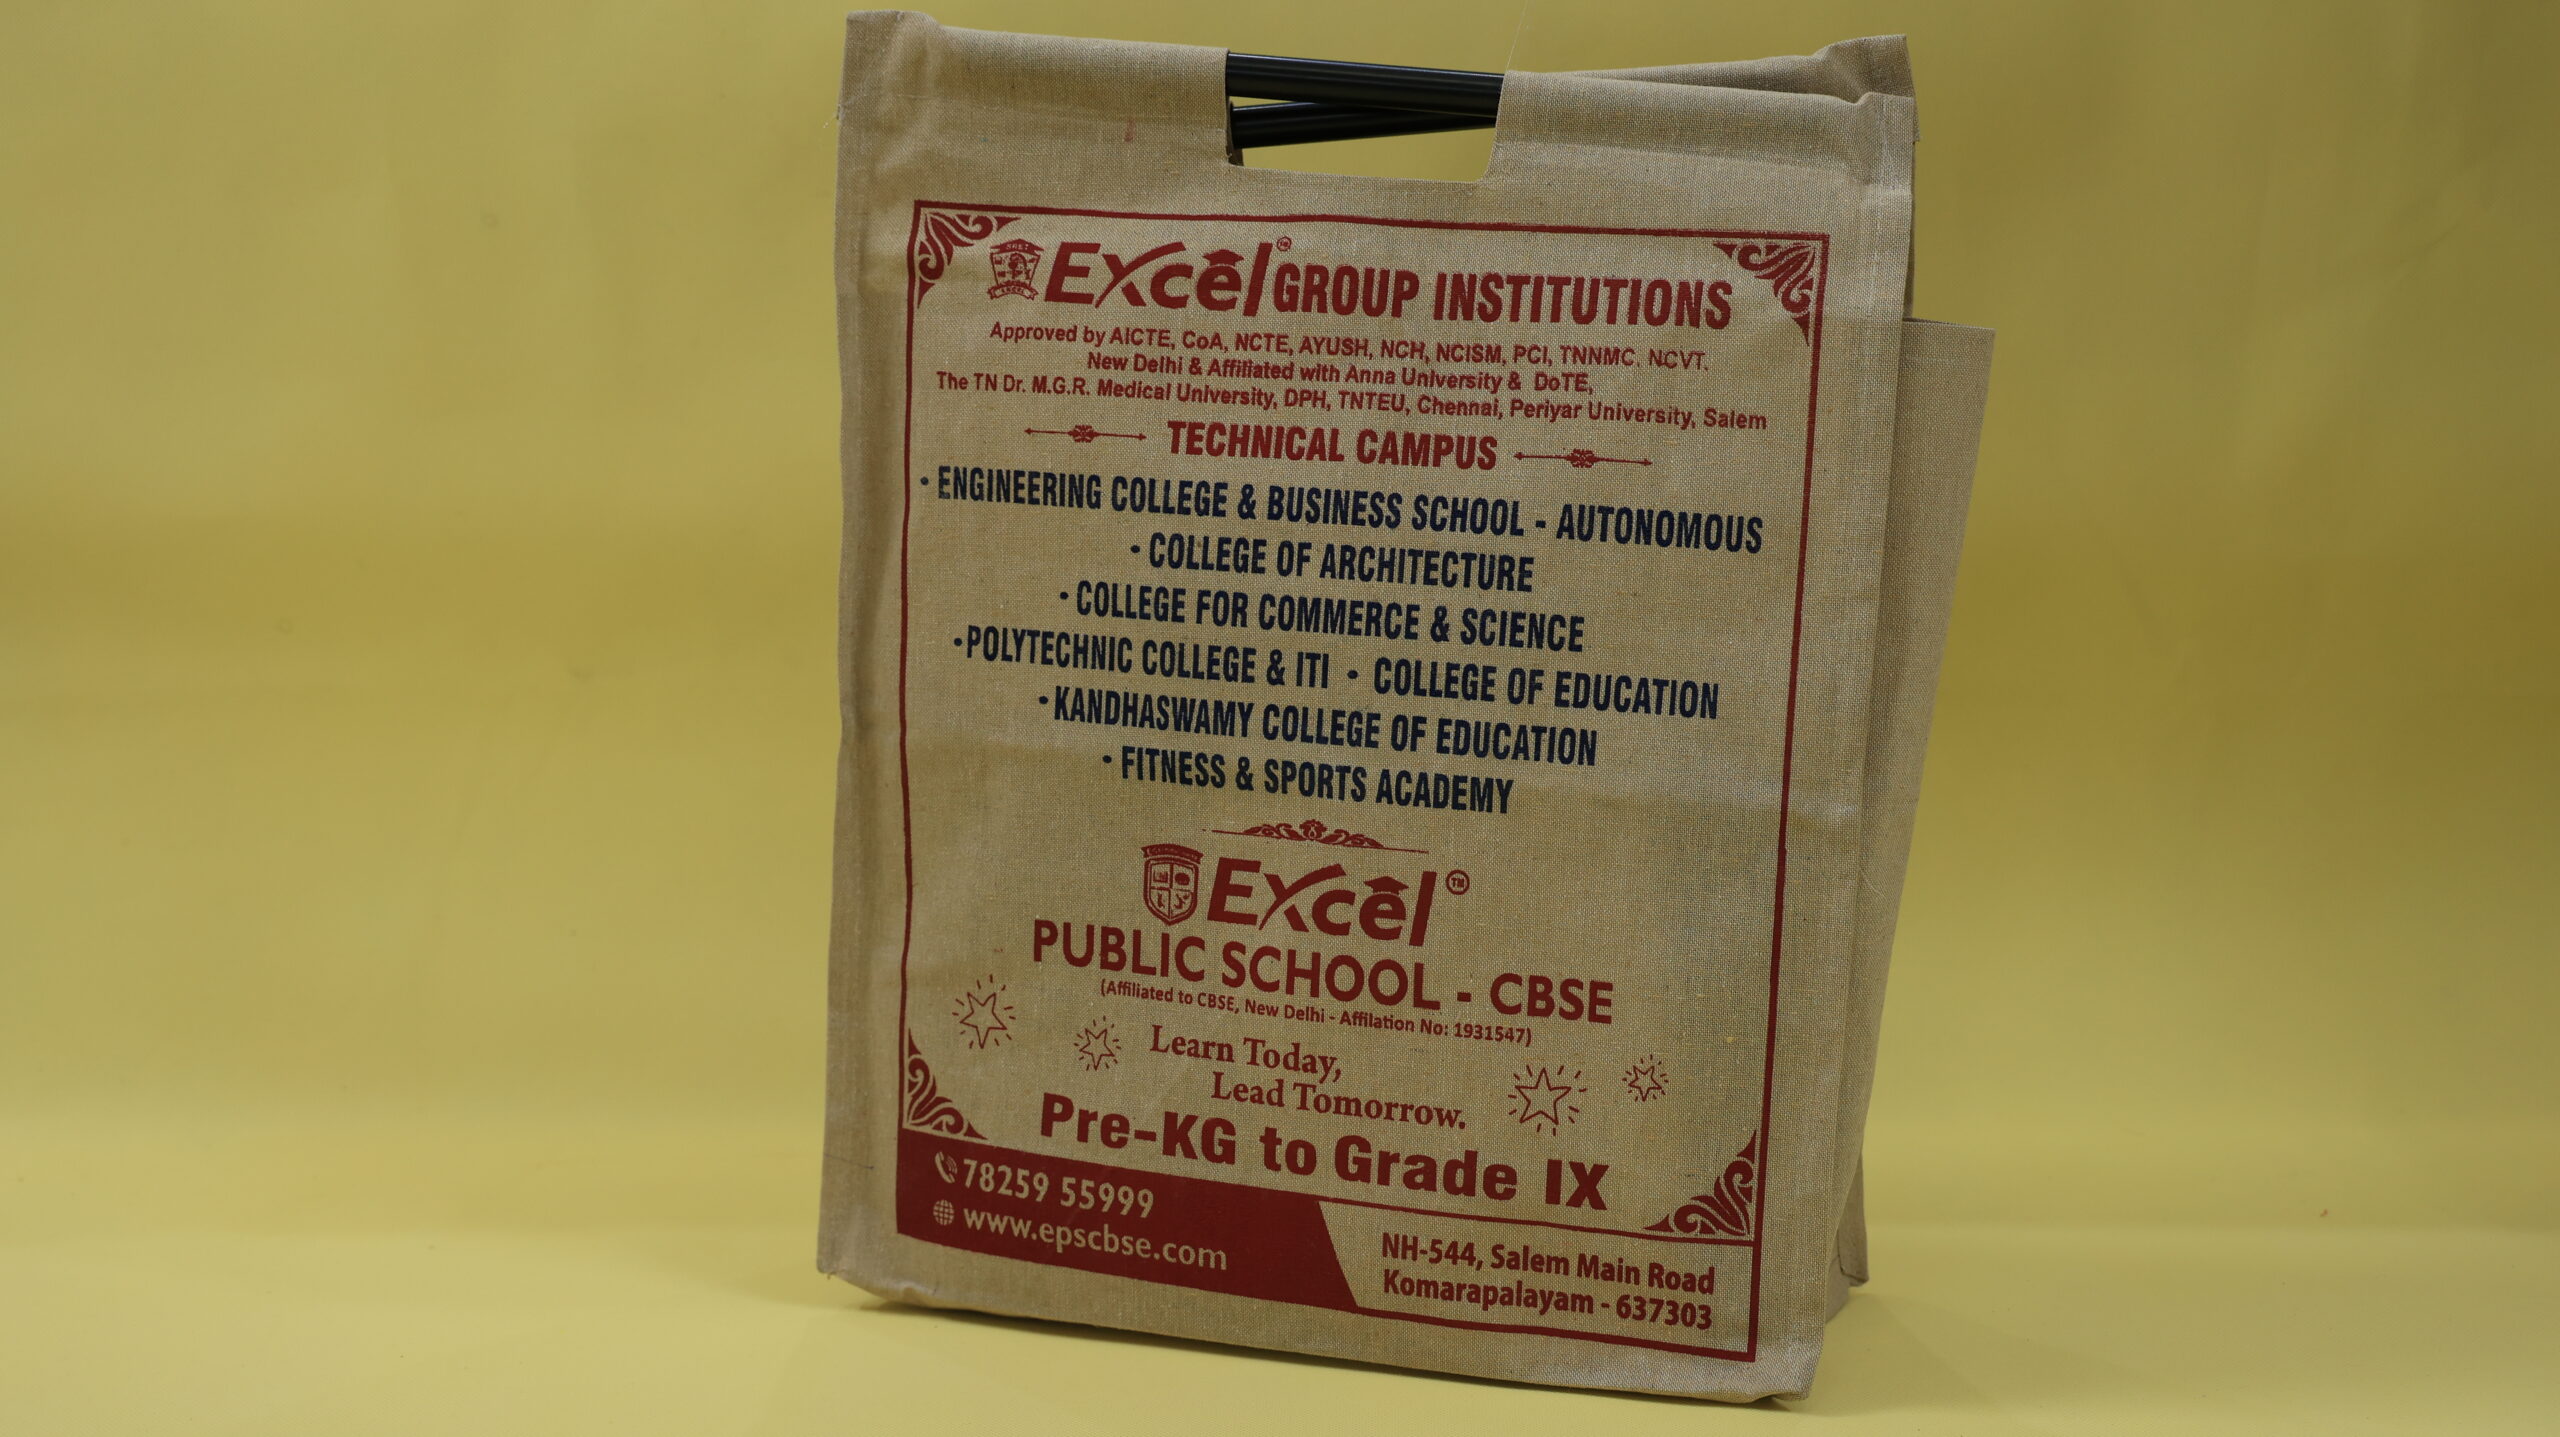 Excel GROUP INSTITUTIONS
Approved by AICTE, CoA, NCTE, AYUSH, NCH, NCISM, PCI, TNNMC, NCVT,
New Delhi & Affiliated with Anna University & DoTE,
The TN Dr. M.G.R. Medical University, DPH, TNTEU, Chennai, Periyar University, Salem
TECHNICAL CAMPUS
• ENGINEERING COLLEGE & BUSINESS SCHOOL - AUTONOMOUS
• COLLEGE OF ARCHITECTURE
• COLLEGE FOR COMMERCE & SCIENCE
• POLYTECHNIC COLLEGE & ITI • COLLEGE OF EDUCATION
• KANDHASWAMY COLLEGE OF EDUCATION
• FITNESS & SPORTS ACADEMY
Excel TM
PUBLIC SCHOOL - CBSE
(Affiliated to CBSE, New Delhi - Affilation No: 1931547)
Learn Today,
Lead Tomorrow.
Pre-KG to Grade IX
78259 55999
www.epscbse.com
NH-544, Salem Main Road
Komarapalayam - 637303